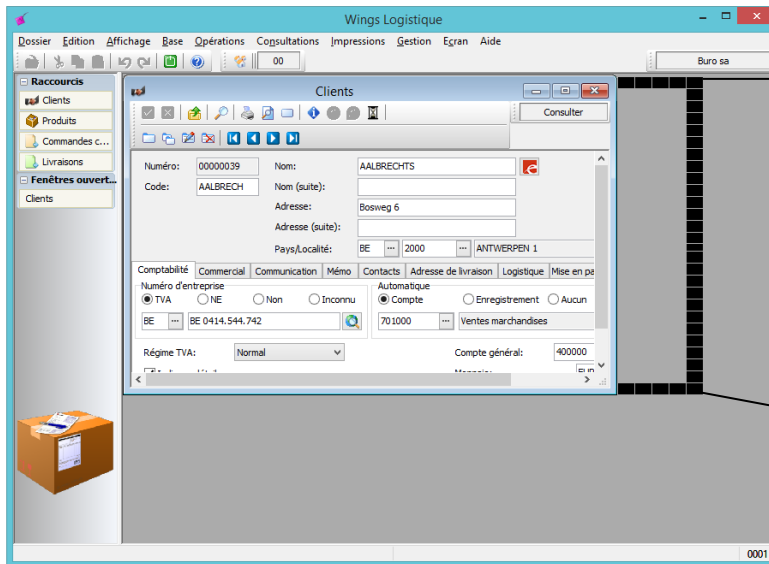 Wings Logistique
Dossier Edition Affichage Base Opérations Consultations Impressions Gestion Ecran Aide
00 Buro sa
Raccourcis
Clients
Produits
Commandes c...
Livraisons
Fenêtres ouvert...
Clients
Clients
Consulter
Numéro: 00000039 Nom: AALBRECHTS
Code: AALBRECH Nom (suite):
Adresse: Bosweg 6
Adresse (suite):
Pays/Localité: BE ... 2000 ... ANTWERPEN 1
Comptabilité Commercial Communication Mémo Contacts Adresse de livraison Logistique Mise en pa
Numéro d'entreprise Automatique
TVA NE Non Inconnu Compte Enregistrement Aucun
BE ... BE 0414.544.742 701000 ... Ventes marchandises
Régime TVA: Normal Compte général: 400000
0001